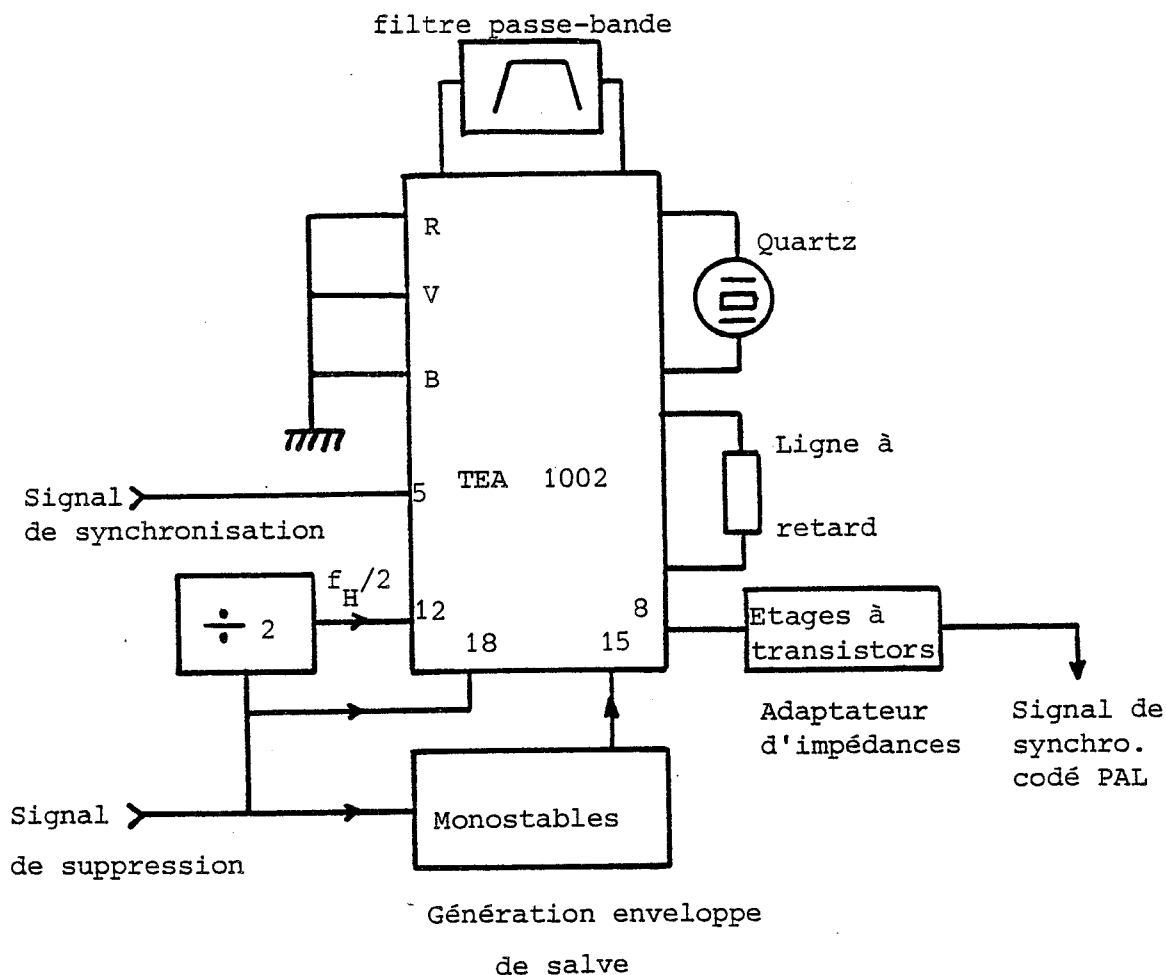 filtre passe-bande
R
Quartz
V
B
Ligne à
TEA 1002
Signal
5
de synchronisation
retard
f_H/2
÷ 2
12
8
18
15
Etages à
transistors
Adaptateur
d'impédances
Signal de
synchro.
codé PAL
Signal
de suppression
Monostables
Génération enveloppe
de salve